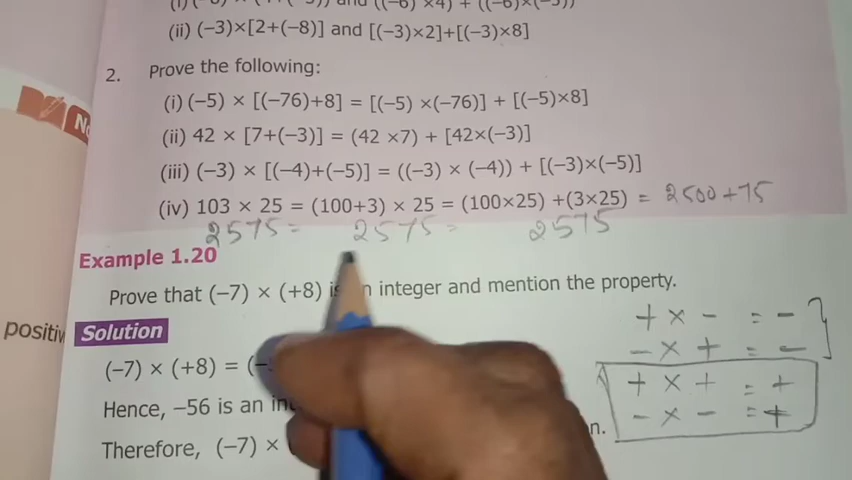 (ii) (−3)×[2+(−8)] and [(−3)×2]+[(−3)×8]
2. Prove the following:
(i) (−5) × [(−76)+8] = [(−5) ×(−76)] + [(−5)×8]
(ii) 42 × [7+(−3)] = (42 ×7) + [42×(−3)]
(iii) (−3) × [(−4)+(−5)] = ((−3) × (−4)) + [(−3)×(−5)]
(iv) 103 × 25 = (100+3) × 25 = (100×25) +(3×25) = 2500+75
2575 = 2575 = 2575
Example 1.20
Prove that (−7) × (+8) is an integer and mention the property.
+ × - = -
positiv Solution
- × + = -
(−7) × (+8) =
+ × + = +
Hence, −56 is an
- × - = +
Therefore, (−7) × n.